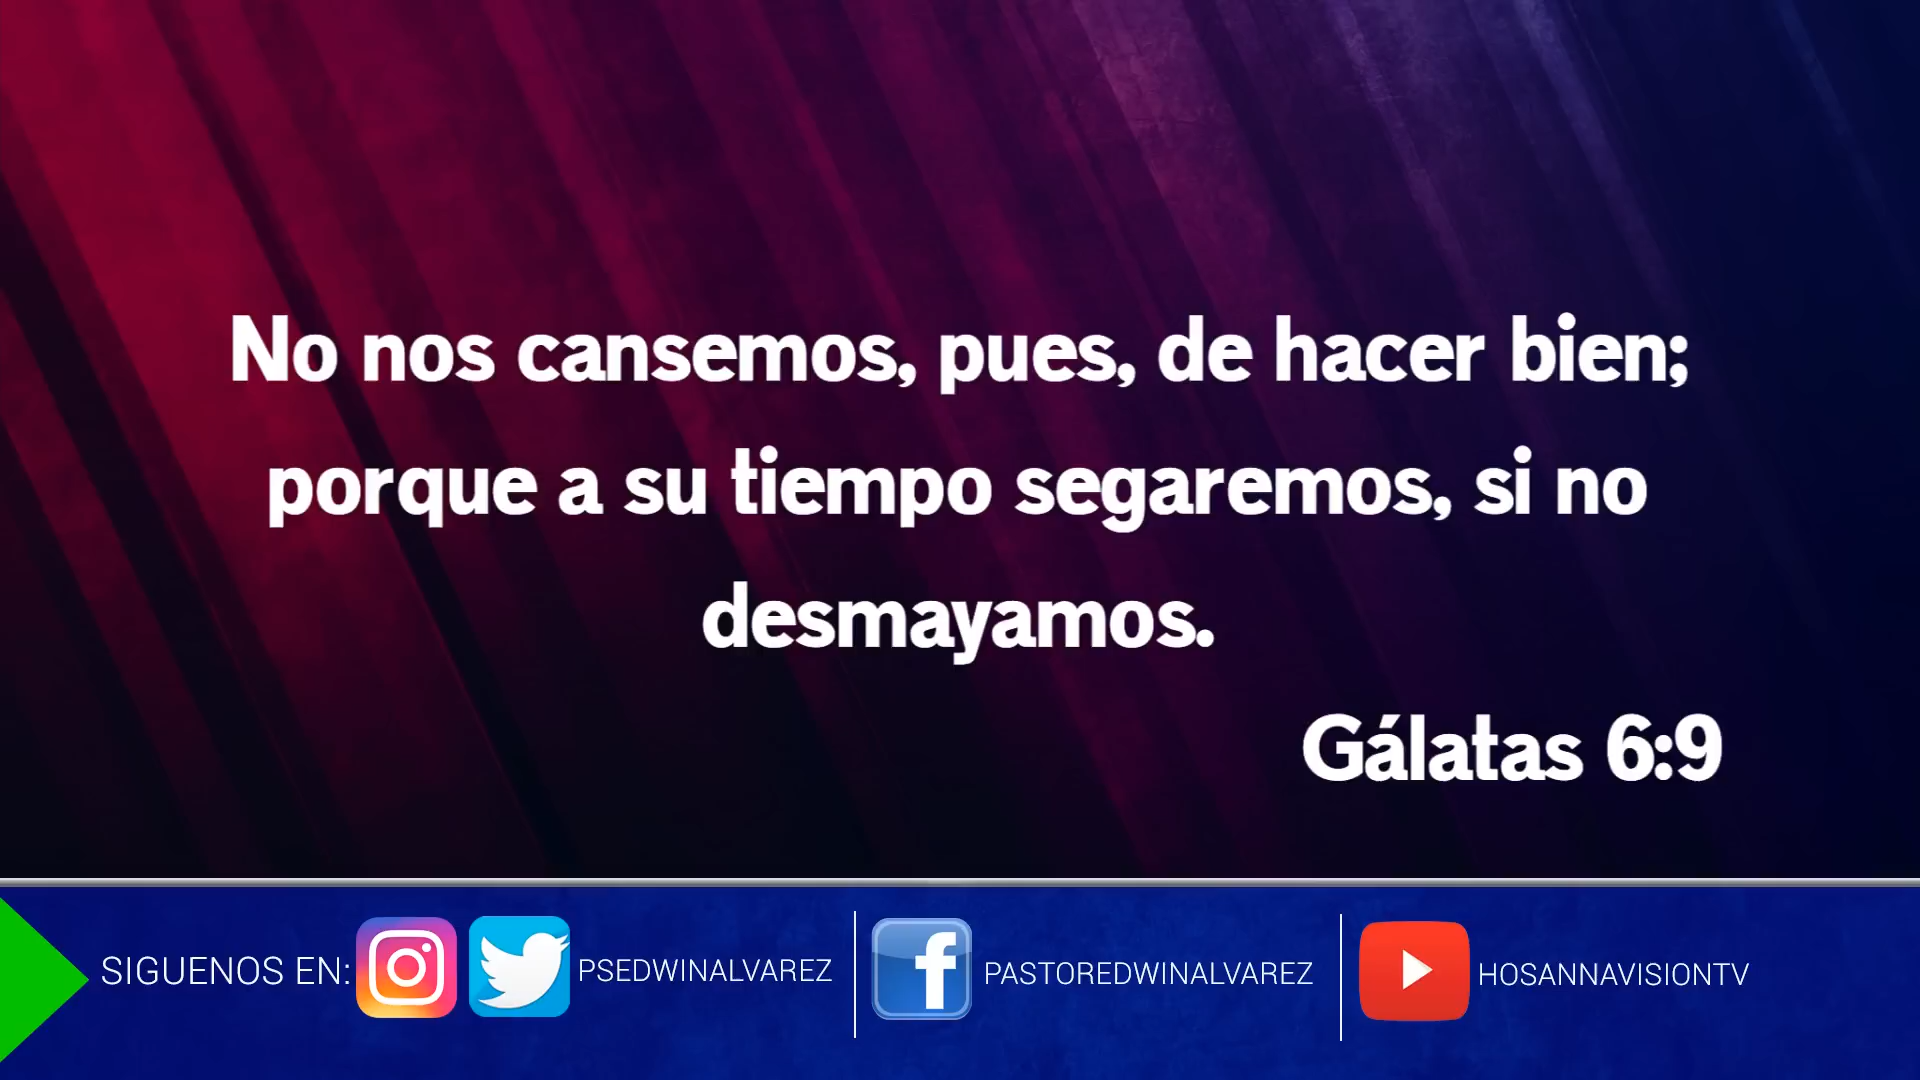 No nos cansemos, pues, de hacer bien;
porque a su tiempo segaremos, si no
desmayamos.
Gálatas 6:9
SIGUENOS EN: PSEDWINALVAREZ PASTOREDWINALVAREZ HOSANNAVISIONTV